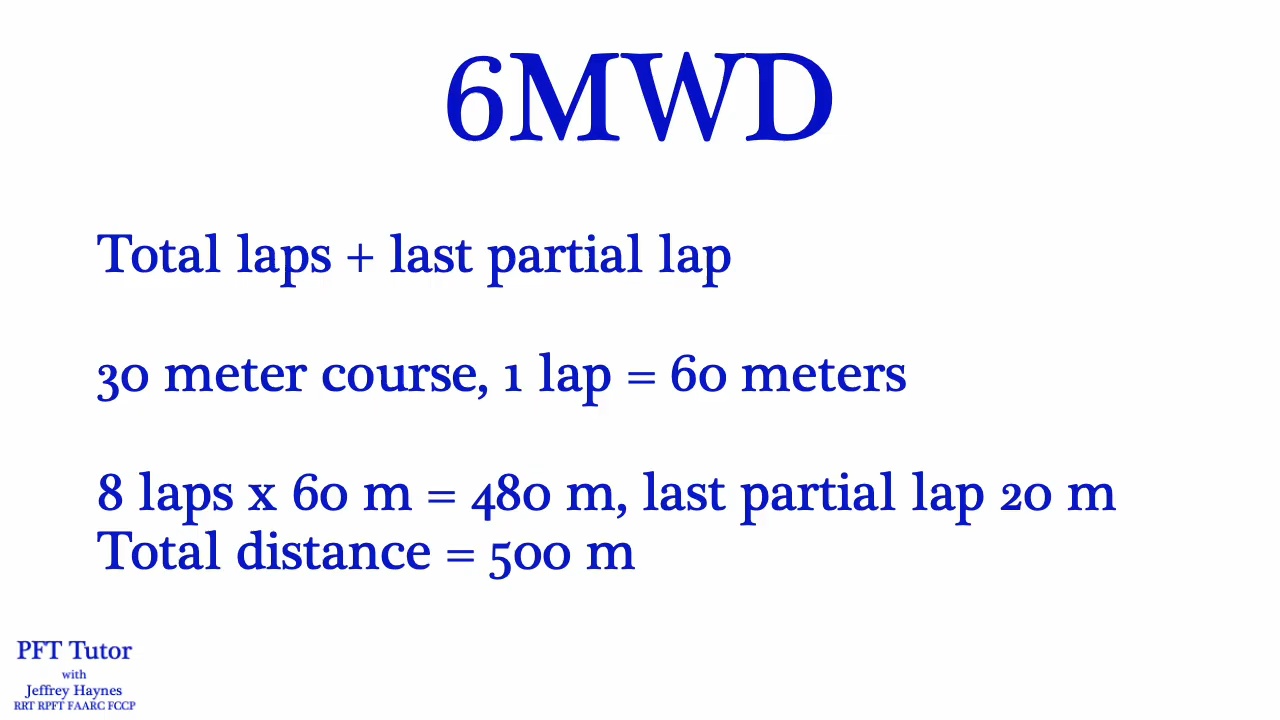 6MWD
Total laps + last partial lap
30 meter course, 1 lap = 60 meters
8 laps x 60 m = 480 m, last partial lap 20 m
Total distance = 500 m
PFT Tutor
with
Jeffrey Haynes
RRT RPFT FAARC FCCP